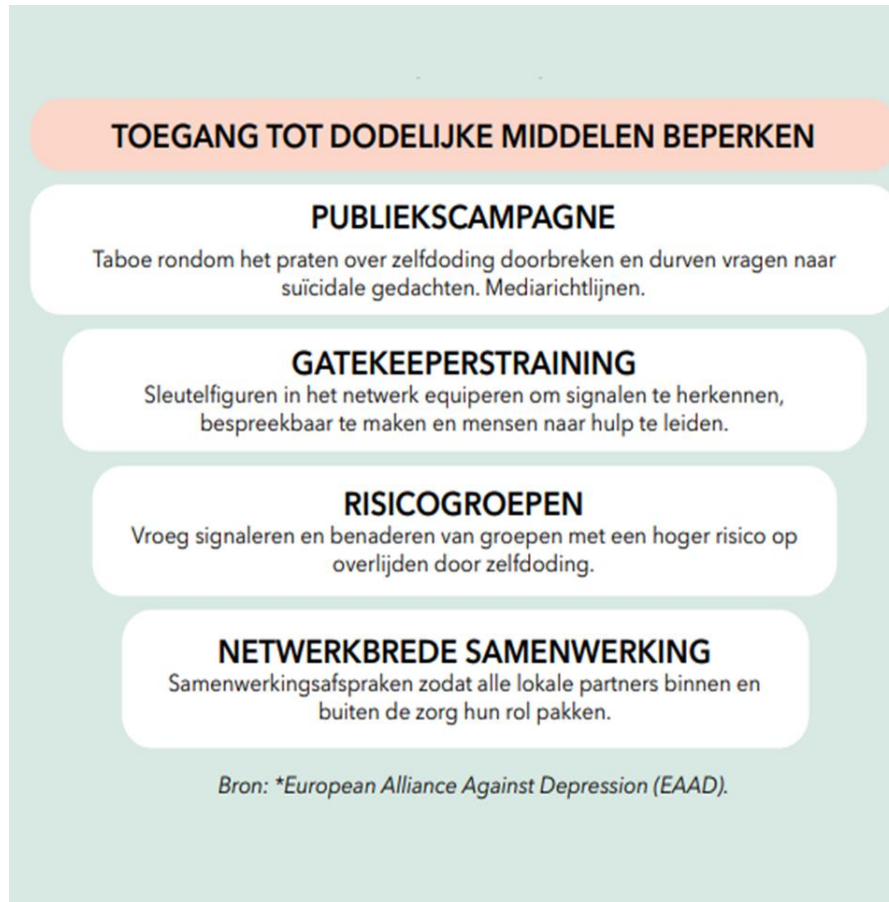 TOEGANG TOT DODELIJKE MIDDELEN BEPERKEN
PUBLIEKSCAMPAGNE
Taboe rondom het praten over zelfdoding doorbreken en durven vragen naar
suïcidale gedachten. Mediarichtlijnen.
GATEKEEPERSTRAINING
Sleutelfiguren in het netwerk equiperen om signalen te herkennen,
bespreekbaar te maken en mensen naar hulp te leiden.
RISICOGROEPEN
Vroeg signaleren en benaderen van groepen met een hoger risico op
overlijden door zelfdoding.
NETWERKBREDE SAMENWERKING
Samenwerkingsafspraken zodat alle lokale partners binnen en
buiten de zorg hun rol pakken.
Bron: *European Alliance Against Depression (EAAD).